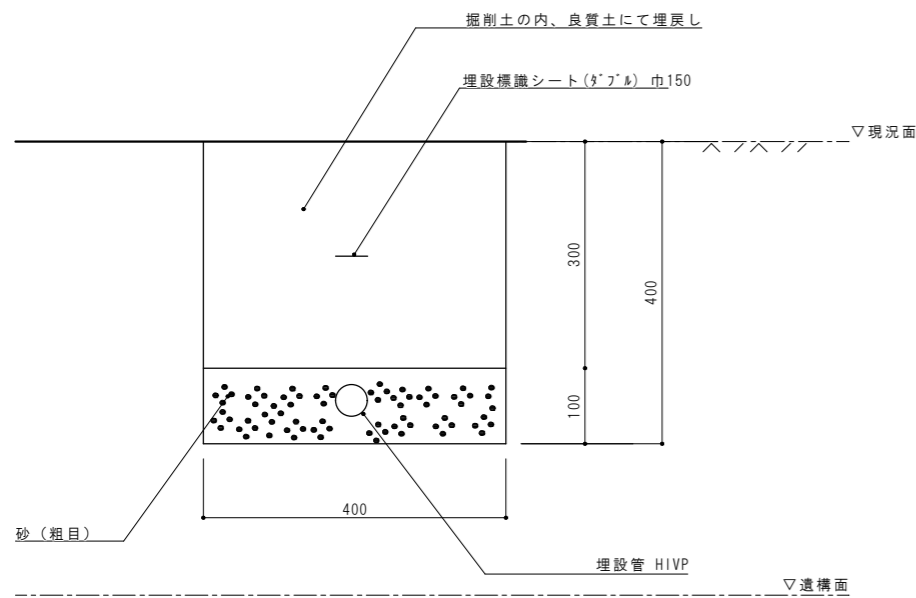 掘削土の内、良質土にて埋戻し
埋設標識シート(ﾀﾞﾌﾞﾙ) 巾150
▽現況面
300
400
100
400
砂（粗目）
埋設管 HIVP
▽遺構面